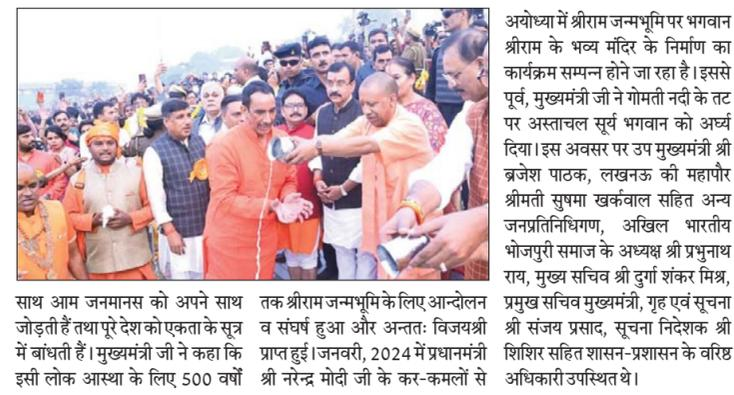 साथ आम जनमानस को अपने साथ
जोड़ती हैं तथा पूरे देश को एकता के सूत्र
में बांधती हैं। मुख्यमंत्री जी ने कहा कि
इसी लोक आस्था के लिए 500 वर्षों
तक श्रीराम जन्मभूमि के लिए आन्दोलन
व संघर्ष हुआ और अन्ततः विजयश्री
प्राप्त हुई। जनवरी, 2024 में प्रधानमंत्री
श्री नरेन्द्र मोदी जी के कर-कमलों से
अयोध्या में श्रीराम जन्मभूमि पर भगवान
श्रीराम के भव्य मंदिर के निर्माण का
कार्यक्रम सम्पन्न होने जा रहा है। इससे
पूर्व, मुख्यमंत्री जी ने गोमती नदी के तट
पर अस्ताचल सूर्य भगवान को अर्घ्य
दिया। इस अवसर पर उप मुख्यमंत्री श्री
ब्रजेश पाठक, लखनऊ की महापौर
श्रीमती सुषमा खर्कवाल सहित अन्य
जनप्रतिनिधिगण, अखिल भारतीय
भोजपुरी समाज के अध्यक्ष श्री प्रभुनाथ
राय, मुख्य सचिव श्री दुर्गा शंकर मिश्र,
प्रमुख सचिव मुख्यमंत्री, गृह एवं सूचना
श्री संजय प्रसाद, सूचना निदेशक श्री
शिशिर सहित शासन-प्रशासन के वरिष्ठ
अधिकारी उपस्थित थे।